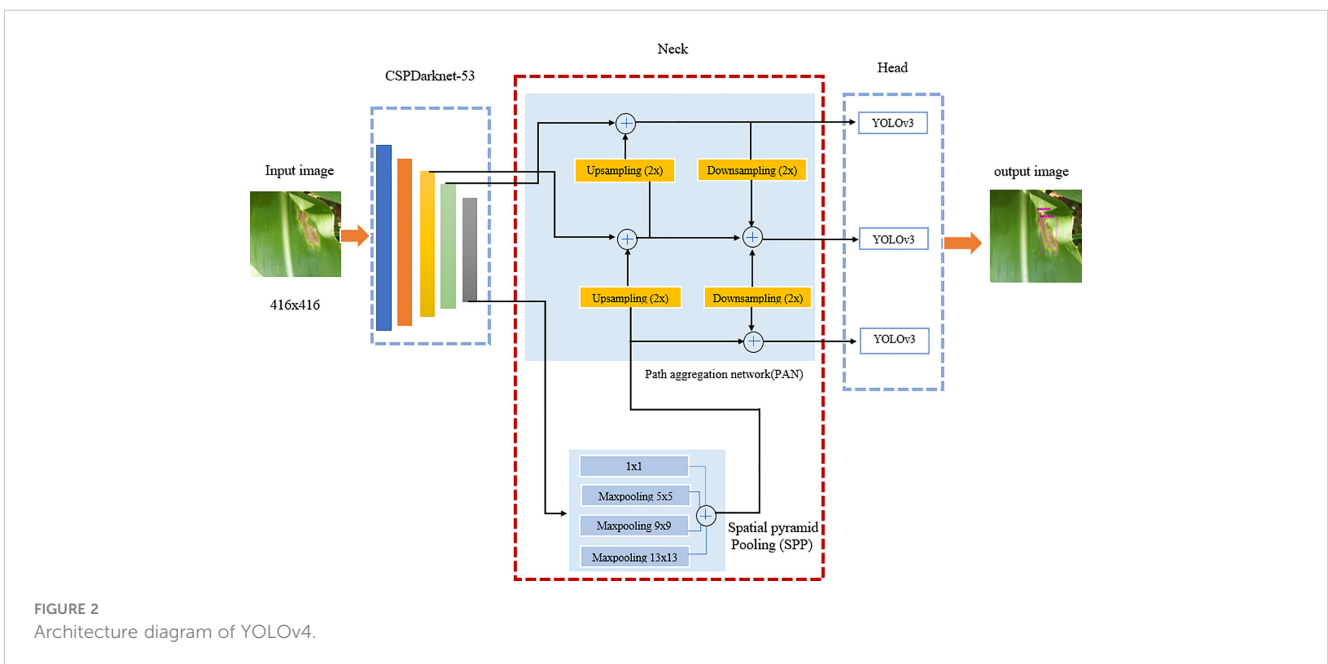 Neck
CSPDarknet-53
Head
YOLOv3
Input image
Upsampling (2x)
Downsampling (2x)
output image
YOLOv3
416x416
Upsampling (2x)
Downsampling (2x)
YOLOv3
Path aggregation network(PAN)
1x1
Maxpooling 5x5
Maxpooling 9x9
Maxpooling 13x13
Spatial pyramid
Pooling (SPP)
FIGURE 2
Architecture diagram of YOLOv4.